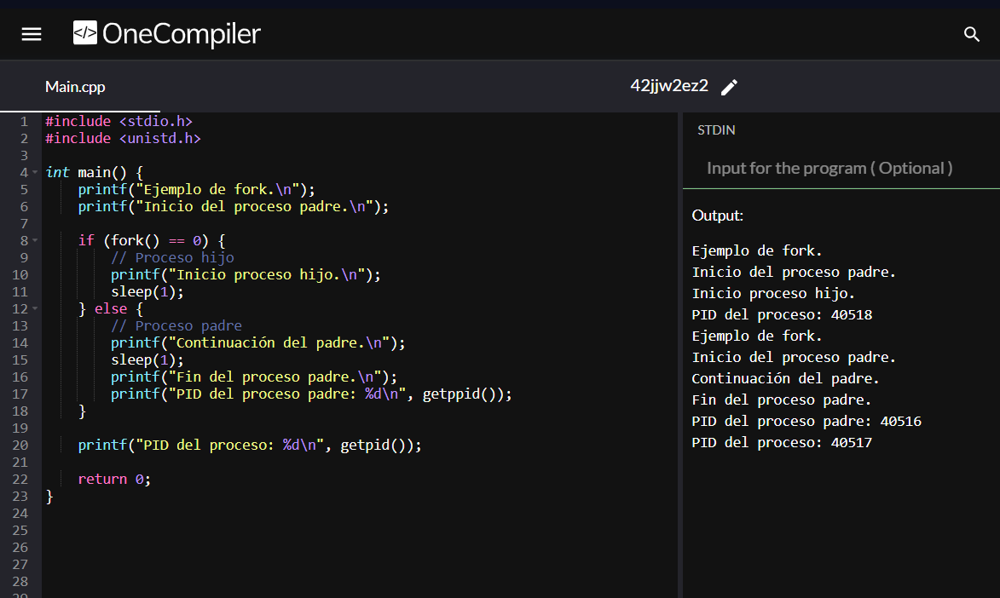 </> OneCompiler
Main.cpp
42jjw2ez2
1 #include <stdio.h>
2 #include <unistd.h>
3
4 int main() {
5 printf("Ejemplo de fork.\n");
6 printf("Inicio del proceso padre.\n");
7
8 if (fork() == 0) {
9 // Proceso hijo
10 printf("Inicio proceso hijo.\n");
11 sleep(1);
12 } else {
13 // Proceso padre
14 printf("Continuación del padre.\n");
15 sleep(1);
16 printf("Fin del proceso padre.\n");
17 printf("PID del proceso padre: %d\n", getppid());
18 }
19
20 printf("PID del proceso: %d\n", getpid());
21
22 return 0;
23 }
24
25
26
27
28
STDIN
Input for the program ( Optional )
Output:
Ejemplo de fork.
Inicio del proceso padre.
Inicio proceso hijo.
PID del proceso: 40518
Ejemplo de fork.
Inicio del proceso padre.
Continuación del padre.
Fin del proceso padre.
PID del proceso padre: 40516
PID del proceso: 40517